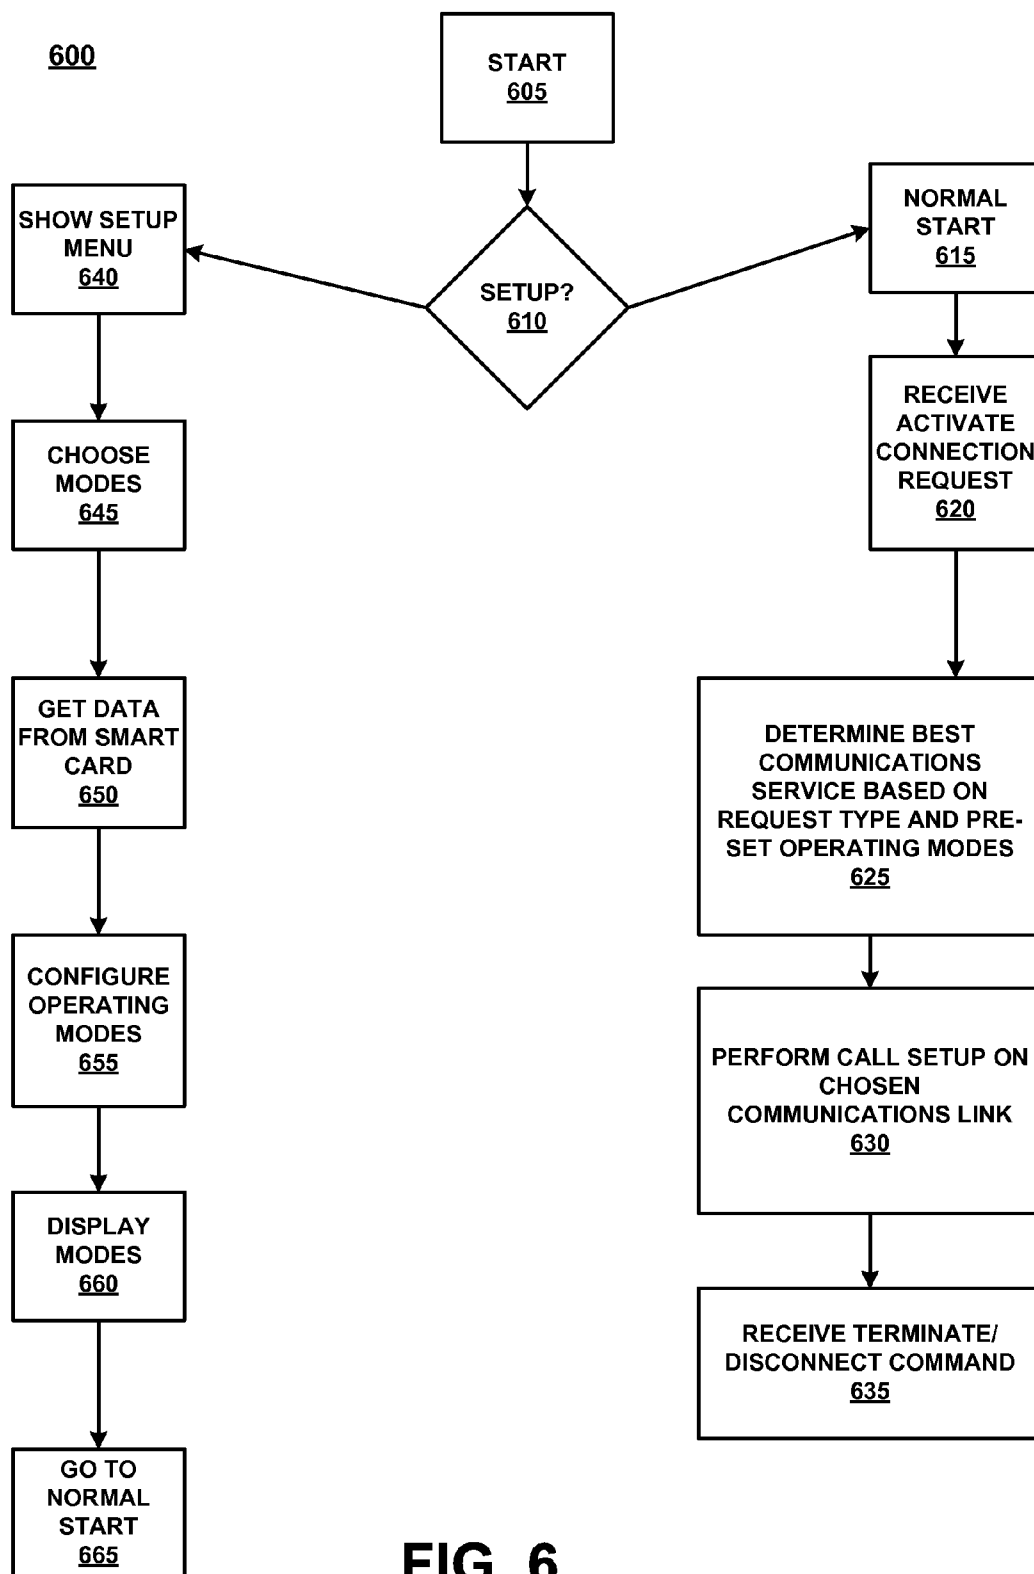 600
START
605
SETUP?
610
SHOW SETUP
MENU
640
CHOOSE
MODES
645
GET DATA
FROM SMART
CARD
650
CONFIGURE
OPERATING
MODES
655
DISPLAY
MODES
660
GO TO
NORMAL
START
665
NORMAL
START
615
RECEIVE
ACTIVATE
CONNECTION
REQUEST
620
DETERMINE BEST
COMMUNICATIONS
SERVICE BASED ON
REQUEST TYPE AND PRE-
SET OPERATING MODES
625
PERFORM CALL SETUP ON
CHOSEN
COMMUNICATIONS LINK
630
RECEIVE TERMINATE/
DISCONNECT COMMAND
635
FIG. 6